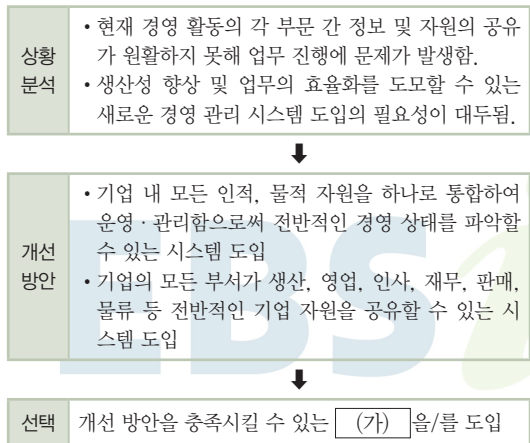 상황
분석
• 현재 경영 활동의 각 부문 간 정보 및 자원의 공유
가 원활하지 못해 업무 진행에 문제가 발생함.
• 생산성 향상 및 업무의 효율화를 도모할 수 있는
새로운 경영 관리 시스템 도입의 필요성이 대두됨.
개선
방안
• 기업 내 모든 인적, 물적 자원을 하나로 통합하여
운영·관리함으로써 전반적인 경영 상태를 파악할
수 있는 시스템 도입
• 기업의 모든 부서가 생산, 영업, 인사, 재무, 판매,
물류 등 전반적인 기업 자원을 공유할 수 있는 시
스템 도입
선택
개선 방안을 충족시킬 수 있는 (가) 을/를 도입
EBSi